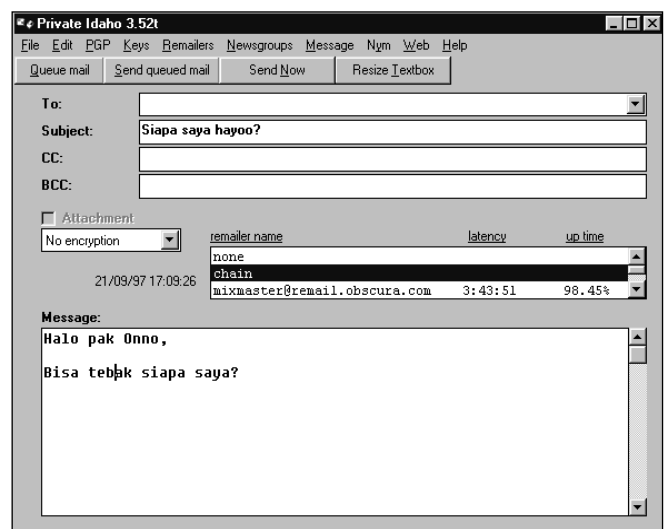 Private Idaho 3.52t
File Edit PGP Keys Remailers Newsgroups Message Nym Web Help
Queue mail Send queued mail Send Now Resize Textbox
To:
Subject: Siapa saya hayoo?
CC:
BCC:
Attachment
No encryption
remailer name latency up time
none
chain
21/09/97 17:09:26
mixmaster@remail.obscura.com 3:43:51 98.45%
Message:
Halo pak Onno,
Bisa tebak siapa saya?